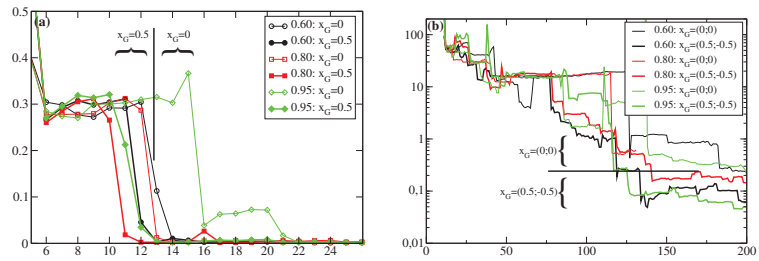 (a)
x_G=0.5
x_G=0
0.60: x_G=0
0.60: x_G=0.5
0.80: x_G=0
0.80: x_G=0.5
0.95: x_G=0
0.95: x_G=0.5
0.5
0.4
0.3
0.2
0.1
0
6 8 10 12 14 16 18 20 22 24
(b)
0.60: x_G=(0;0)
0.60: x_G=(0.5;-0.5)
0.80: x_G=(0;0)
0.80: x_G=(0.5;-0.5)
0.95: x_G=(0;0)
0.95: x_G=(0.5;-0.5)
x_G=(0;0)
x_G=(0.5;-0.5)
100
10
1
0,1
0,01
0 50 100 150 200